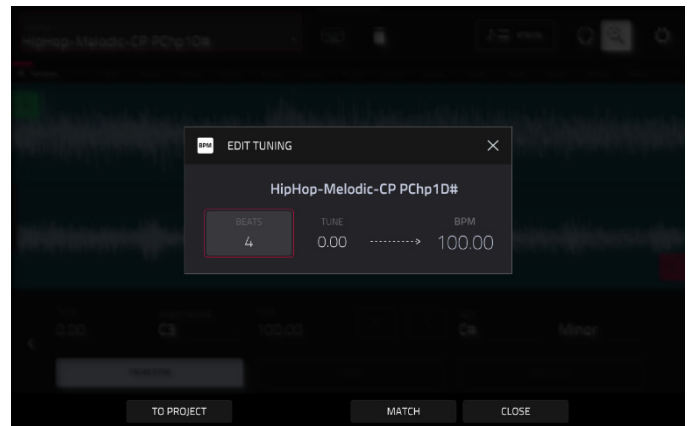 HipHop-Melodic-CP PChp1D#
BPM EDIT TUNING
HipHop-Melodic-CP PChp1D#
BEATS TUNE BPM
4 0.00 100.00
0.00 C3 100.00 Minor
TO PROJECT MATCH CLOSE